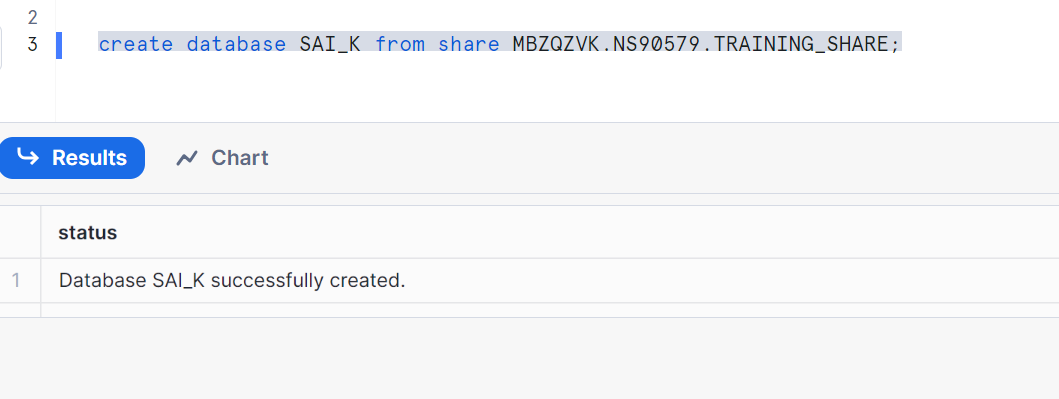 2
3 create database SAI_K from share MBZQZVK.NS90579.TRAINING_SHARE;
Results Chart
status
1 Database SAI_K successfully created.